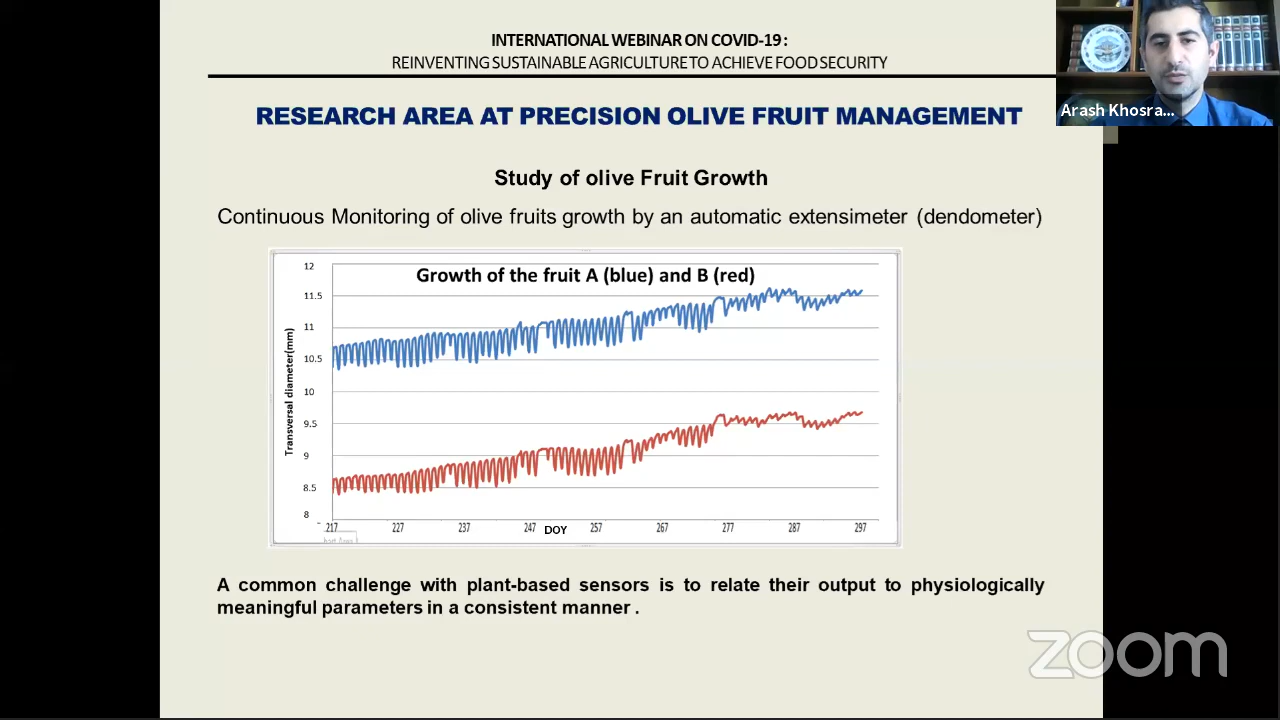 INTERNATIONAL WEBINAR ON COVID-19 :
REINVENTING SUSTAINABLE AGRICULTURE TO ACHIEVE FOOD SECURITY
Arash Khosra...
RESEARCH AREA AT PRECISION OLIVE FRUIT MANAGEMENT
Study of olive Fruit Growth
Continuous Monitoring of olive fruits growth by an automatic extensimeter (dendometer)
Growth of the fruit A (blue) and B (red)
Transversal diameter(mm)
12
11.5
11
10.5
10
9.5
9
8.5
8
217 227 237 247 257 267 277 287 297
DOY
A common challenge with plant-based sensors is to relate their output to physiologically
meaningful parameters in a consistent manner .
zoom